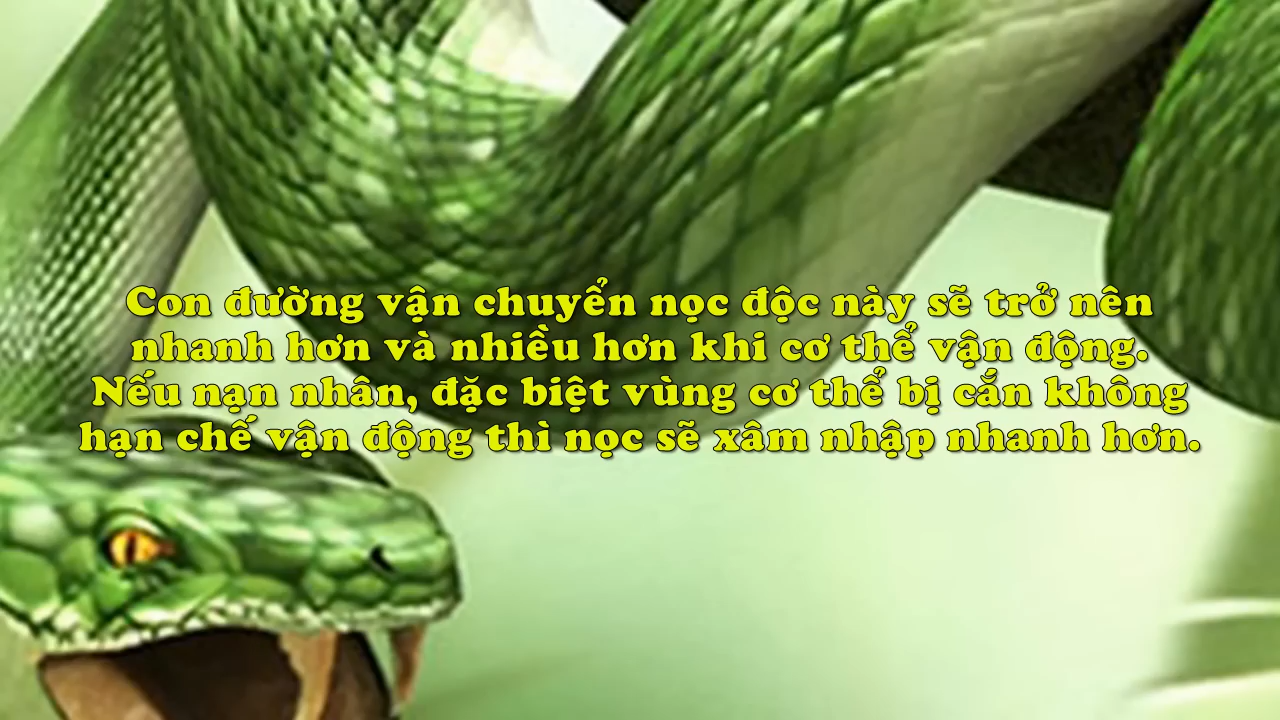 Con đường vận chuyển nọc độc này sẽ trở nên
nhanh hơn và nhiều hơn khi cơ thể vận động.
Nếu nạn nhân, đặc biệt vùng cơ thể bị cắn không
hạn chế vận động thì nọc sẽ xâm nhập nhanh hơn.